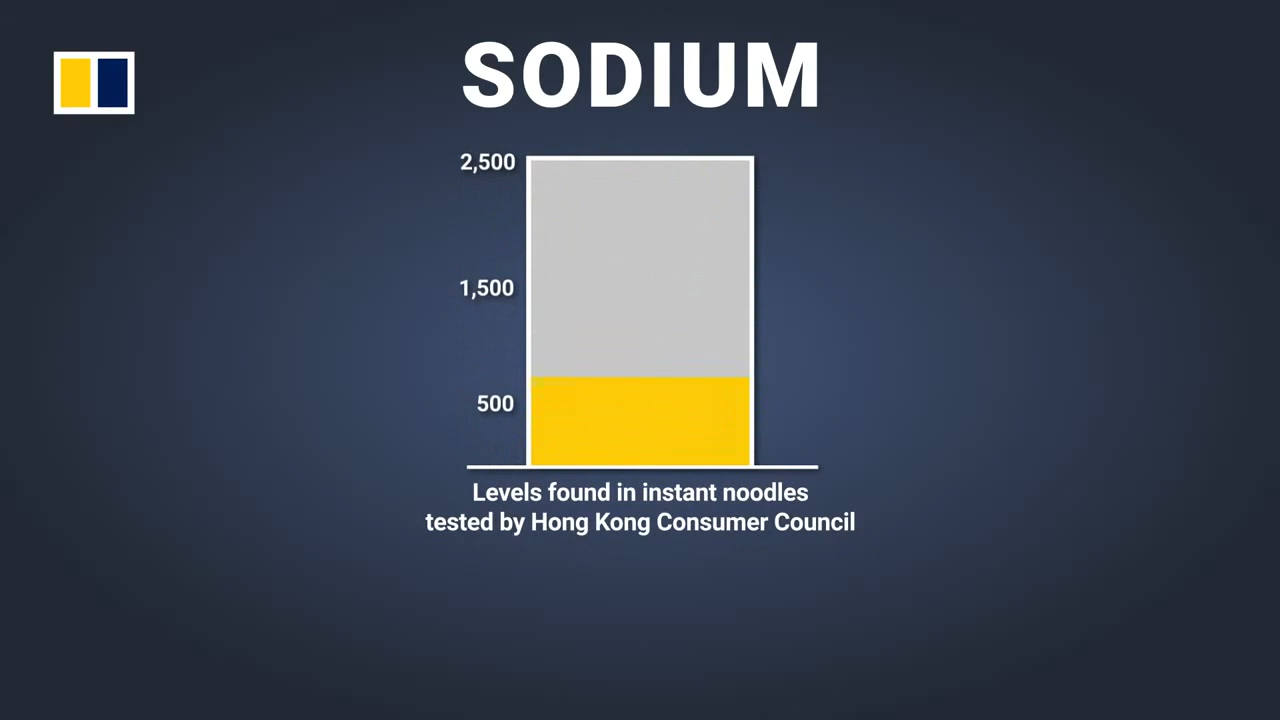 SODIUM
2,500
1,500
500
Levels found in instant noodles
tested by Hong Kong Consumer Council